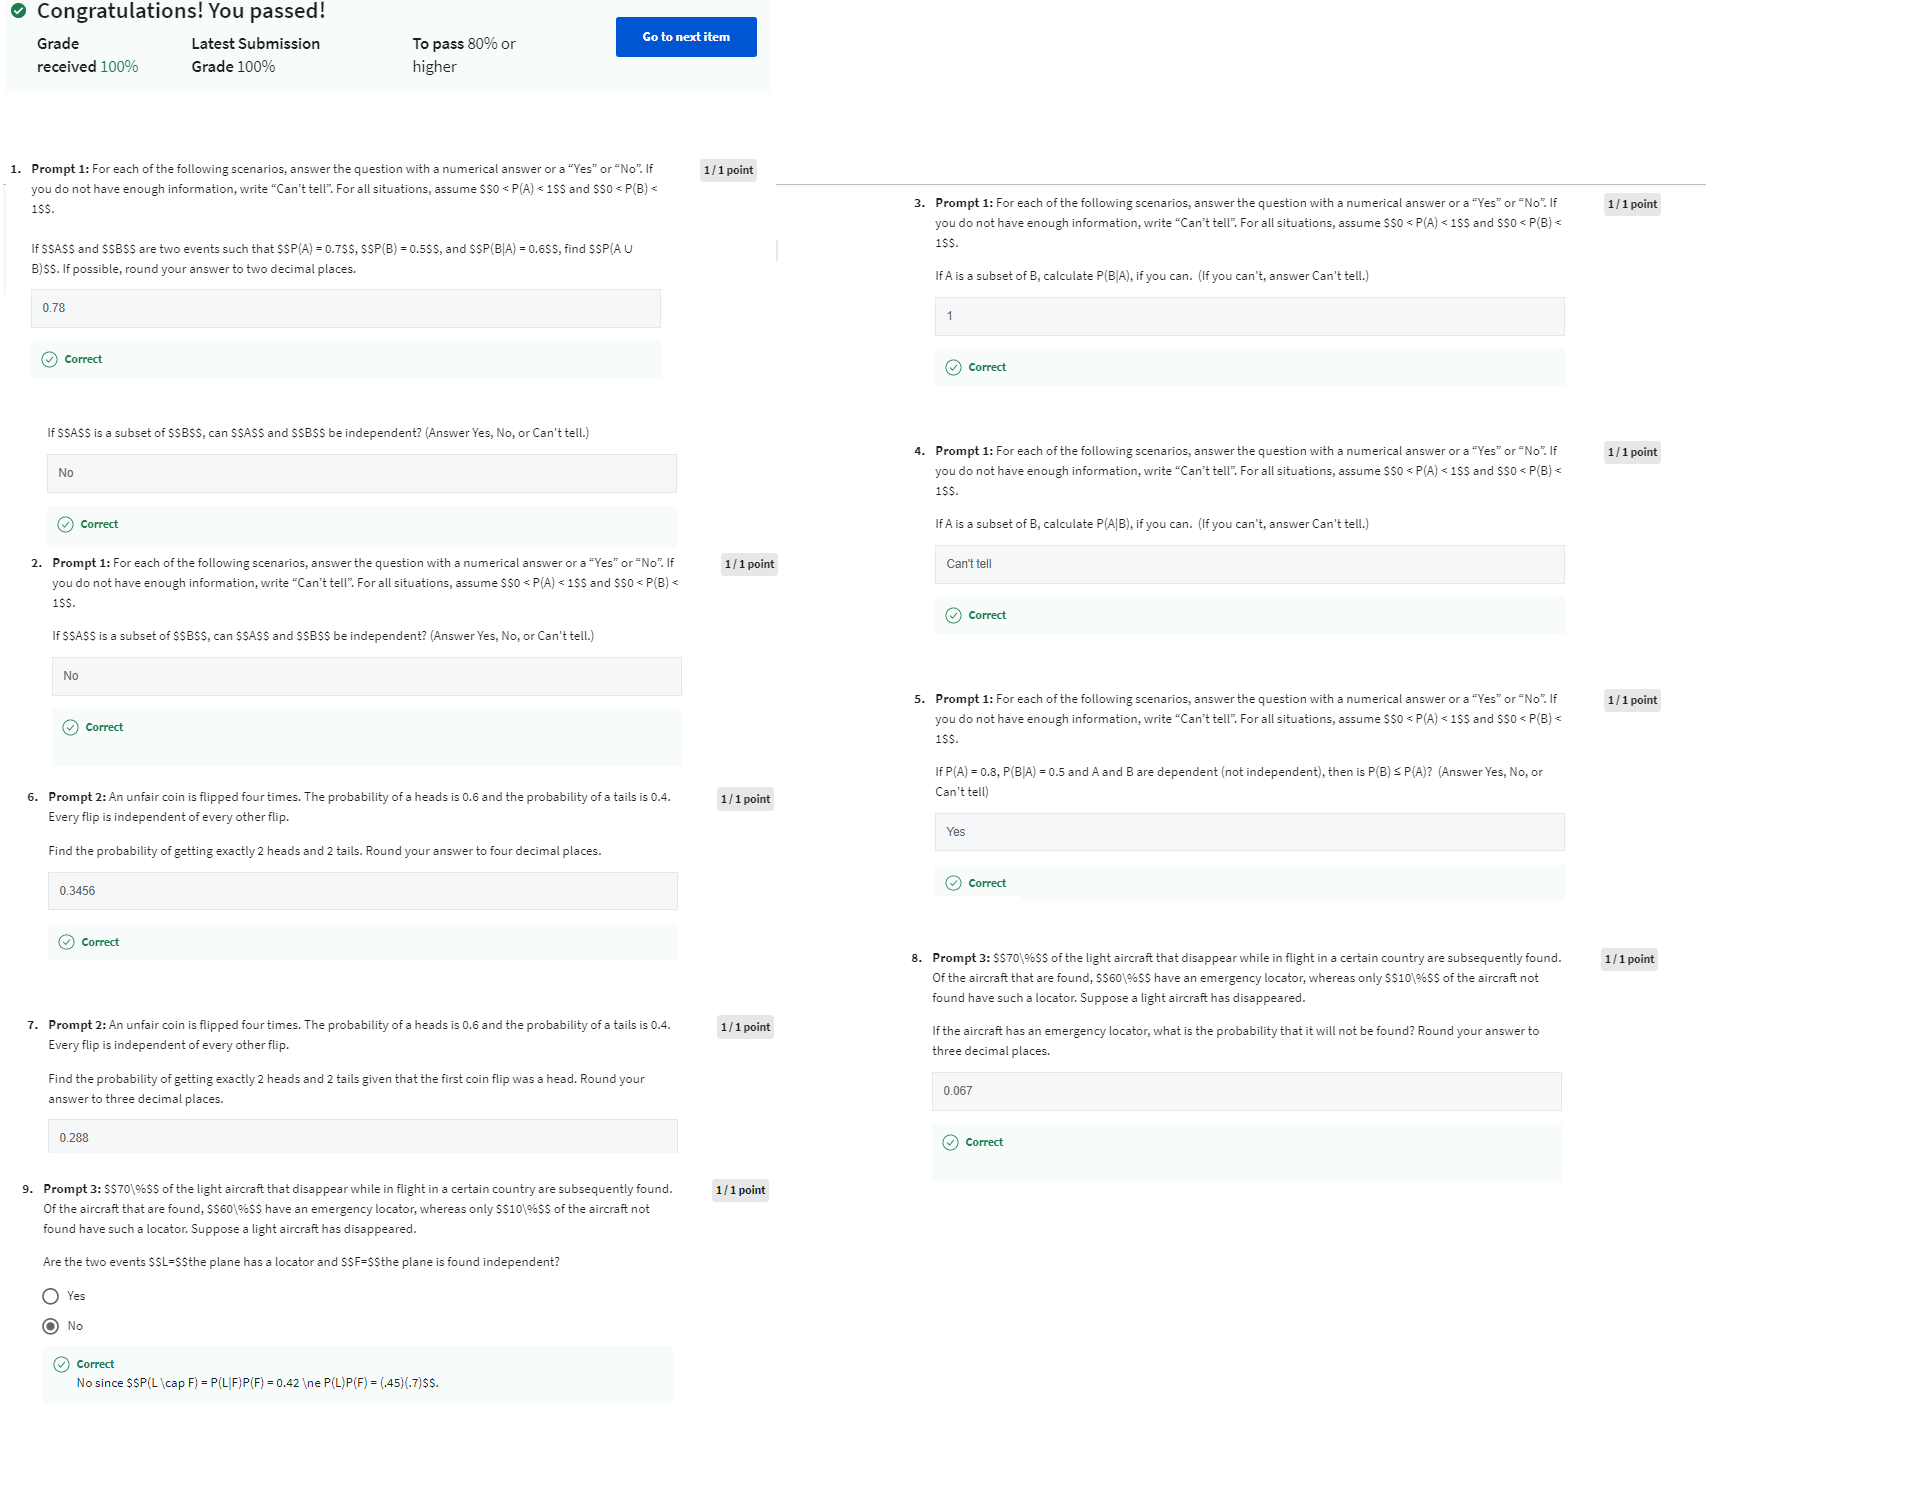 Congratulations! You passed!
Grade
received 100%
Latest Submission
Grade 100%
To pass 80% or
higher
Go to next item
1. Prompt 1: For each of the following scenarios, answer the question with a numerical answer or a “Yes” or “No”. If
you do not have enough information, write “Can’t tell”. For all situations, assume $$0 < P(A) < 1$$ and $$0 < P(B) <
1$$.
1 / 1 point
If $$A$$ and $$B$$ are two events such that $$P(A) = 0.7$$, $$P(B) = 0.5$$, and $$P(B|A) = 0.6$$, find $$P(A ∪
B)$$. If possible, round your answer to two decimal places.
0.78
Correct
If $$A$$ is a subset of $$B$$, can $$A$$ and $$B$$ be independent? (Answer Yes, No, or Can't tell.)
No
Correct
2. Prompt 1: For each of the following scenarios, answer the question with a numerical answer or a “Yes” or “No”. If
you do not have enough information, write “Can’t tell”. For all situations, assume $$0 < P(A) < 1$$ and $$0 < P(B) <
1$$.
1 / 1 point
If $$A$$ is a subset of $$B$$, can $$A$$ and $$B$$ be independent? (Answer Yes, No, or Can't tell.)
No
Correct
3. Prompt 1: For each of the following scenarios, answer the question with a numerical answer or a “Yes” or “No”. If
you do not have enough information, write “Can’t tell”. For all situations, assume $$0 < P(A) < 1$$ and $$0 < P(B) <
1$$.
1 / 1 point
If A is a subset of B, calculate P(B|A), if you can. (If you can't, answer Can't tell.)
1
Correct
4. Prompt 1: For each of the following scenarios, answer the question with a numerical answer or a “Yes” or “No”. If
you do not have enough information, write “Can’t tell”. For all situations, assume $$0 < P(A) < 1$$ and $$0 < P(B) <
1$$.
1 / 1 point
If A is a subset of B, calculate P(A|B), if you can. (If you can't, answer Can't tell.)
Can't tell
Correct
5. Prompt 1: For each of the following scenarios, answer the question with a numerical answer or a “Yes” or “No”. If
you do not have enough information, write “Can’t tell”. For all situations, assume $$0 < P(A) < 1$$ and $$0 < P(B) <
1$$.
1 / 1 point
If P(A) = 0.8, P(B|A) = 0.5 and A and B are dependent (not independent), then is P(B) ≤ P(A)? (Answer Yes, No, or
Can't tell)
Yes
Correct
6. Prompt 2: An unfair coin is flipped four times. The probability of a heads is 0.6 and the probability of a tails is 0.4.
Every flip is independent of every other flip.
1 / 1 point
Find the probability of getting exactly 2 heads and 2 tails. Round your answer to four decimal places.
0.3456
Correct
7. Prompt 2: An unfair coin is flipped four times. The probability of a heads is 0.6 and the probability of a tails is 0.4.
Every flip is independent of every other flip.
1 / 1 point
Find the probability of getting exactly 2 heads and 2 tails given that the first coin flip was a head. Round your
answer to three decimal places.
0.288
8. Prompt 3: $$70\%$$ of the light aircraft that disappear while in flight in a certain country are subsequently found.
Of the aircraft that are found, $$60\%$$ have an emergency locator, whereas only $$10\%$$ of the aircraft not
found have such a locator. Suppose a light aircraft has disappeared.
1 / 1 point
If the aircraft has an emergency locator, what is the probability that it will not be found? Round your answer to
three decimal places.
0.067
Correct
9. Prompt 3: $$70\%$$ of the light aircraft that disappear while in flight in a certain country are subsequently found.
Of the aircraft that are found, $$60\%$$ have an emergency locator, whereas only $$10\%$$ of the aircraft not
found have such a locator. Suppose a light aircraft has disappeared.
1 / 1 point
Are the two events $$L=$$the plane has a locator and $$F=$$the plane is found independent?
Yes
No
Correct
No since $$P(L \cap F) = P(L|F)P(F) = 0.42 \ne P(L)P(F) = (.45)(.7)$$.